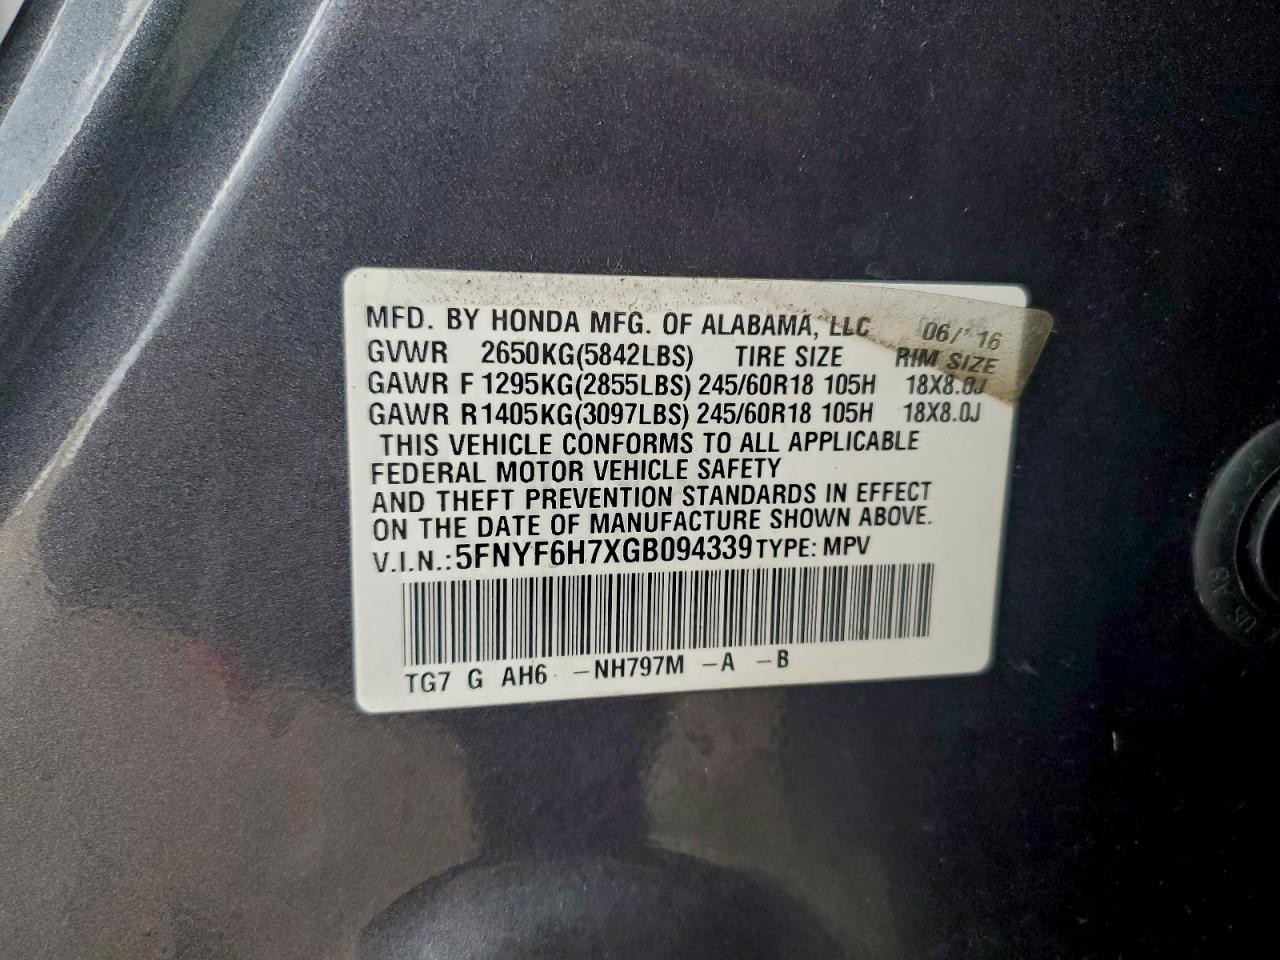 MFD. BY HONDA MFG. OF ALABAMA, LLC 06/'16
GVWR 2650KG(5842LBS) TIRE SIZE RIM SIZE
GAWR F 1295KG(2855LBS) 245/60R18 105H 18X8.0J
GAWR R1405KG(3097LBS) 245/60R18 105H 18X8.0J
THIS VEHICLE CONFORMS TO ALL APPLICABLE
FEDERAL MOTOR VEHICLE SAFETY
AND THEFT PREVENTION STANDARDS IN EFFECT
ON THE DATE OF MANUFACTURE SHOWN ABOVE.
V.I.N.: 5FNYF6H7XGB094339 TYPE: MPV
TG7 G AH6 -NH797M -A -B